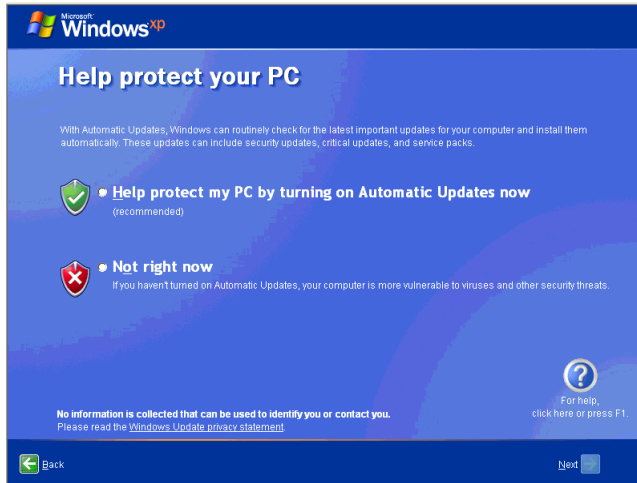 Microsoft
Windows xp
Help protect your PC
With Automatic Updates, Windows can routinely check for the latest important updates for your computer and install them
automatically. These updates can include security updates, critical updates, and service packs.
Help protect my PC by turning on Automatic Updates now
(recommended)
Not right now
If you haven't turned on Automatic Updates, your computer is more vulnerable to viruses and other security threats.
For help,
click here or press F1.
No information is collected that can be used to identify you or contact you.
Please read the Windows Update privacy statement.
Back
Next